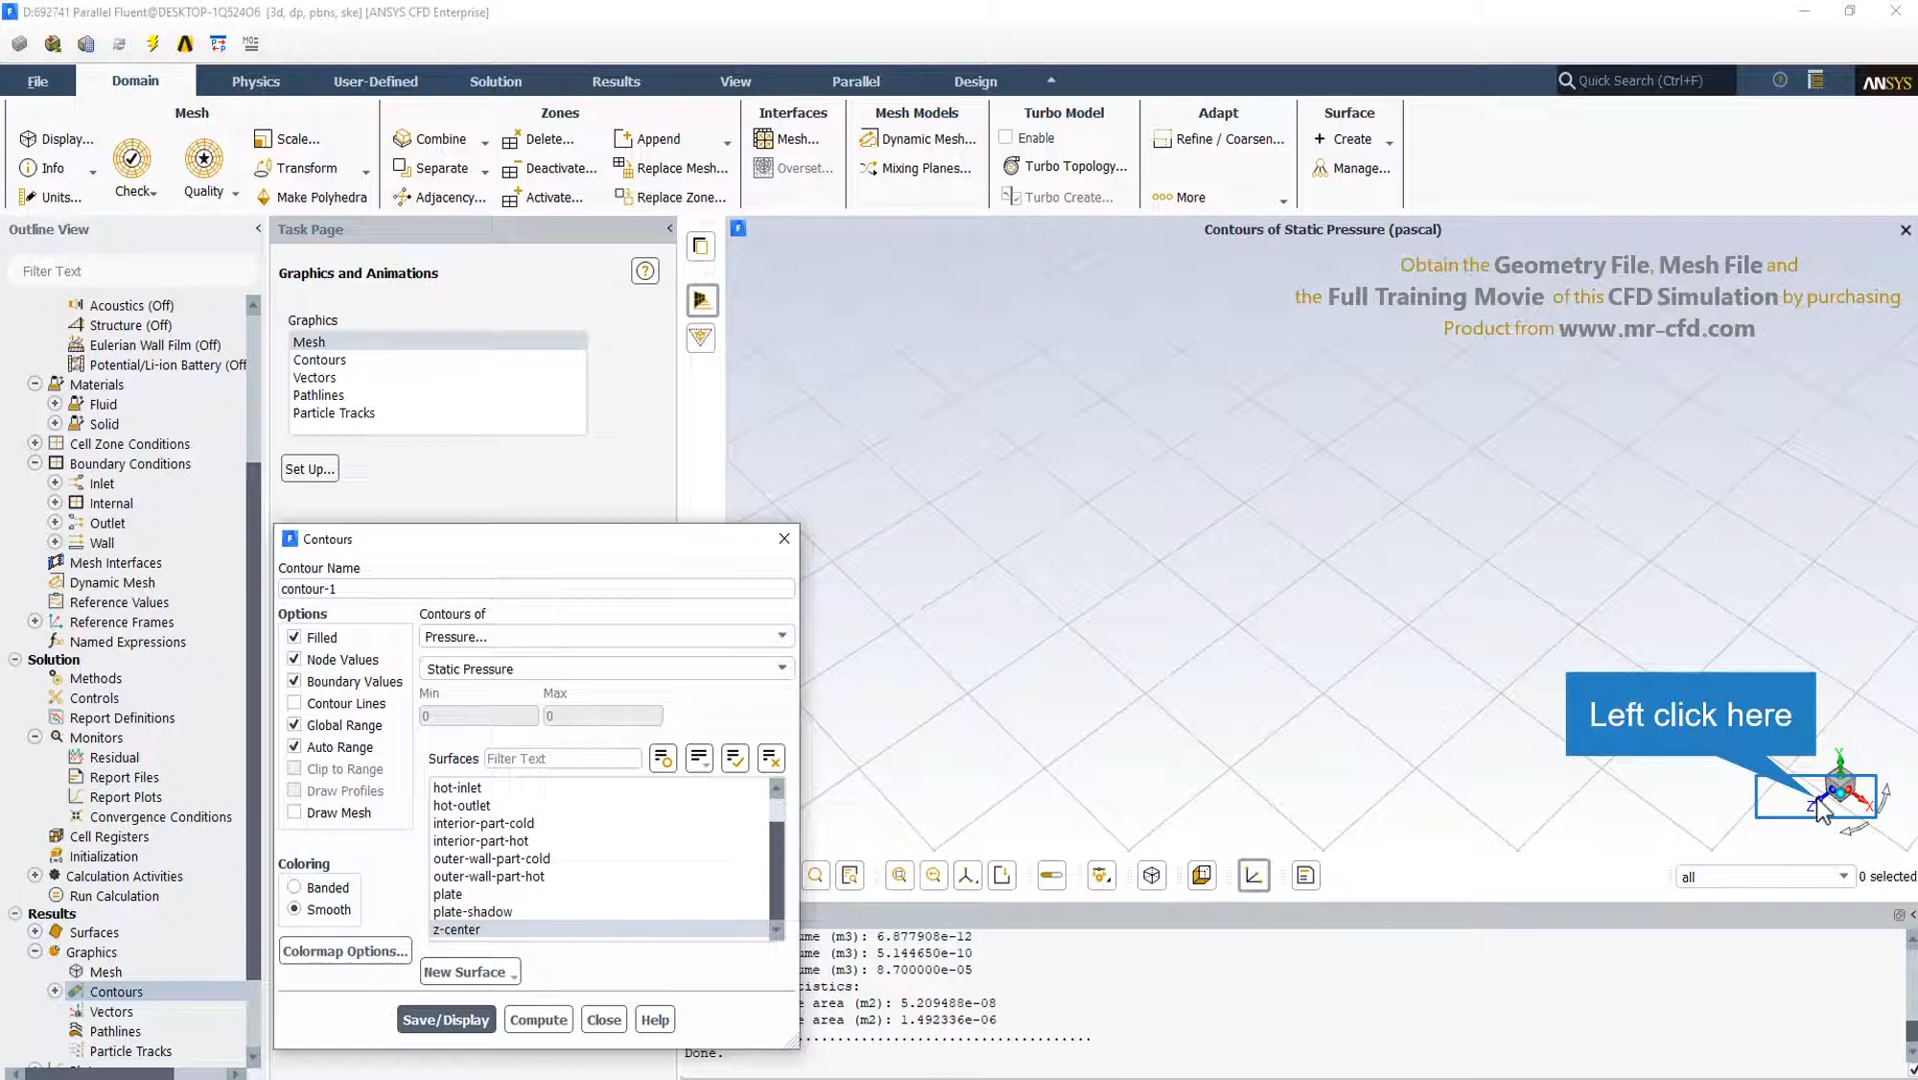 D:692741 Parallel Fluent@DESKTOP-1Q524O6 [3d, dp, pbns, ske] [ANSYS CFD Enterprise]
File Domain Physics User-Defined Solution Results View Parallel Design Quick Search (Ctrl+F) ANSYS
Mesh Zones Interfaces Mesh Models Turbo Model Adapt Surface
Display... Scale... Combine Delete... Append Mesh... Dynamic Mesh... Enable Refine / Coarsen... Create
Info Transform Separate Deactivate... Replace Mesh... Overset... Mixing Planes... Turbo Topology... Manage...
Check Quality
Units... Make Polyhedra Adjacency... Activate... Replace Zone... Turbo Create... More
Outline View
Filter Text
Acoustics (Off)
Structure (Off)
Eulerian Wall Film (Off)
Potential/Li-ion Battery (Off
Materials
Fluid
Solid
Cell Zone Conditions
Boundary Conditions
Inlet
Internal
Outlet
Wall
Mesh Interfaces
Dynamic Mesh
Reference Values
Reference Frames
Named Expressions
Solution
Methods
Controls
Report Definitions
Monitors
Residual
Report Files
Report Plots
Convergence Conditions
Cell Registers
Initialization
Calculation Activities
Run Calculation
Results
Surfaces
Graphics
Mesh
Contours
Vectors
Pathlines
Particle Tracks
Task Page
Graphics and Animations
Graphics
Mesh
Contours
Vectors
Pathlines
Particle Tracks
Set Up...
Contours
Contour Name
contour-1
Options
Filled
Node Values
Boundary Values
Contour Lines
Global Range
Auto Range
Clip to Range
Draw Profiles
Draw Mesh
Coloring
Banded
Smooth
Colormap Options...
Contours of
Pressure...
Static Pressure
Min Max
0 0
Surfaces Filter Text
hot-inlet
hot-outlet
interior-part-cold
interior-part-hot
outer-wall-part-cold
outer-wall-part-hot
plate
plate-shadow
z-center
New Surface
Save/Display Compute Close Help
Contours of Static Pressure (pascal)
Obtain the Geometry File, Mesh File and
the Full Training Movie of this CFD Simulation by purchasing
Product from www.mr-cfd.com
Left click here
Y
Z X
all 0 selected
ume (m3): 6.877908e-12
ume (m3): 5.144650e-10
ume (m3): 8.700000e-05
tistics:
e area (m2): 5.209488e-08
e area (m2): 1.492336e-06
Done.